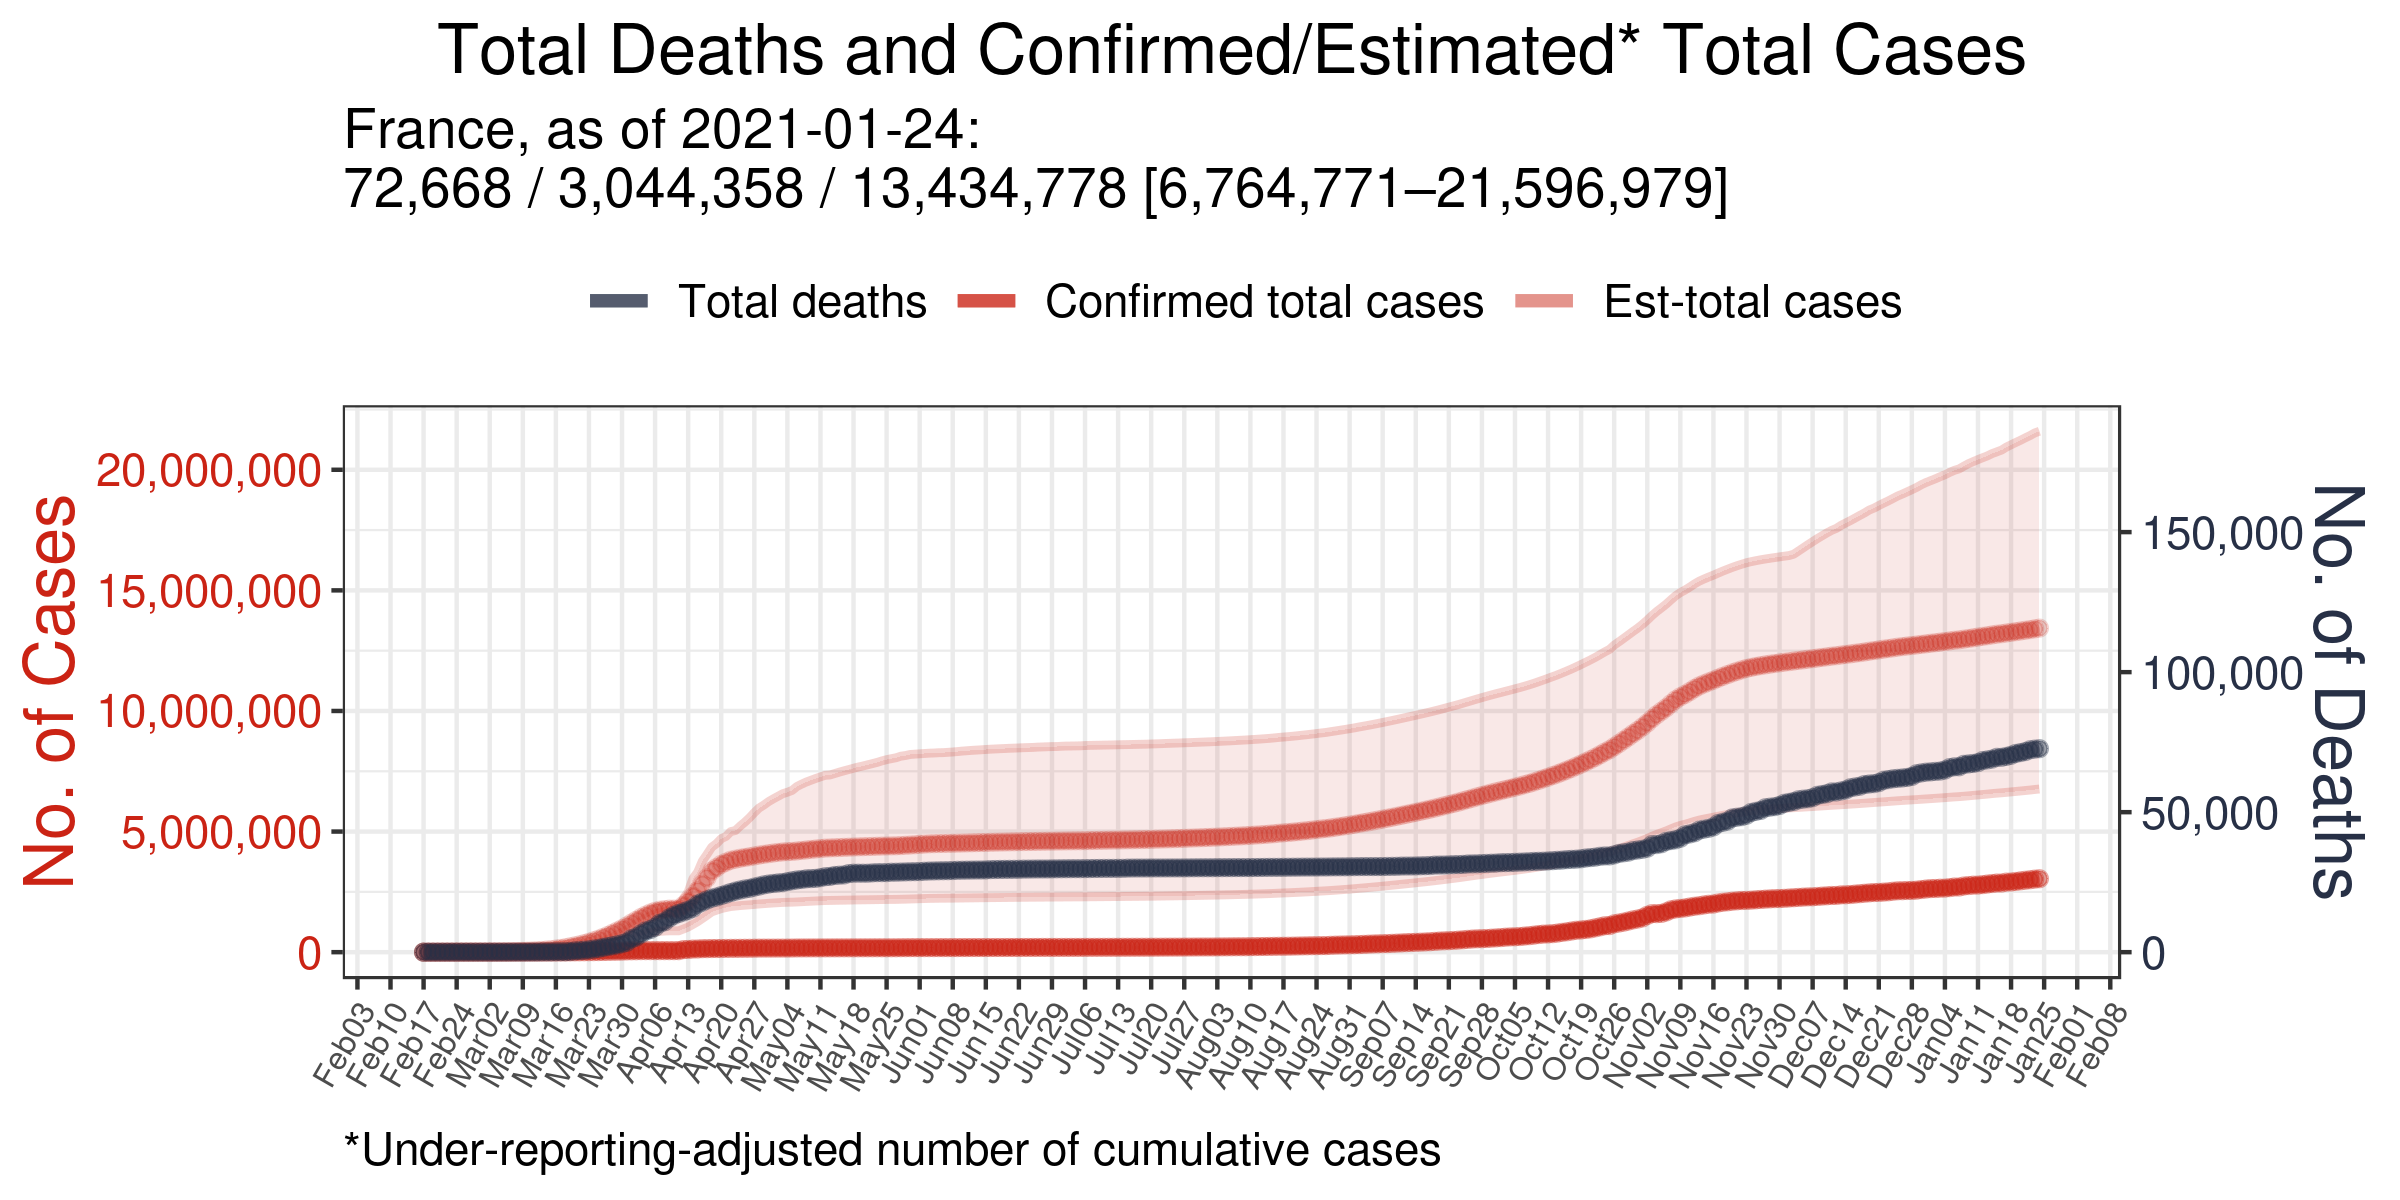 Total Deaths and Confirmed/Estimated* Total Cases
France, as of 2021-01-24:
72,668 / 3,044,358 / 13,434,778 [6,764,771–21,596,979]
Total deaths
Confirmed total cases
Est-total cases
No. of Cases
20,000,000
15,000,000
10,000,000
5,000,000
0
150,000
100,000
50,000
0
No. of Deaths
Feb03
Feb10
Feb17
Feb24
Mar02
Mar09
Mar16
Mar23
Mar30
Apr06
Apr13
Apr20
Apr27
May04
May11
May18
May25
Jun01
Jun08
Jun15
Jun22
Jun29
Jul06
Jul13
Jul20
Jul27
Aug03
Aug10
Aug17
Aug24
Aug31
Sep07
Sep14
Sep21
Sep28
Oct05
Oct12
Oct19
Oct26
Nov02
Nov09
Nov16
Nov23
Nov30
Dec07
Dec14
Dec21
Dec28
Jan04
Jan11
Jan18
Jan25
Feb01
Feb08
*Under-reporting-adjusted number of cumulative cases